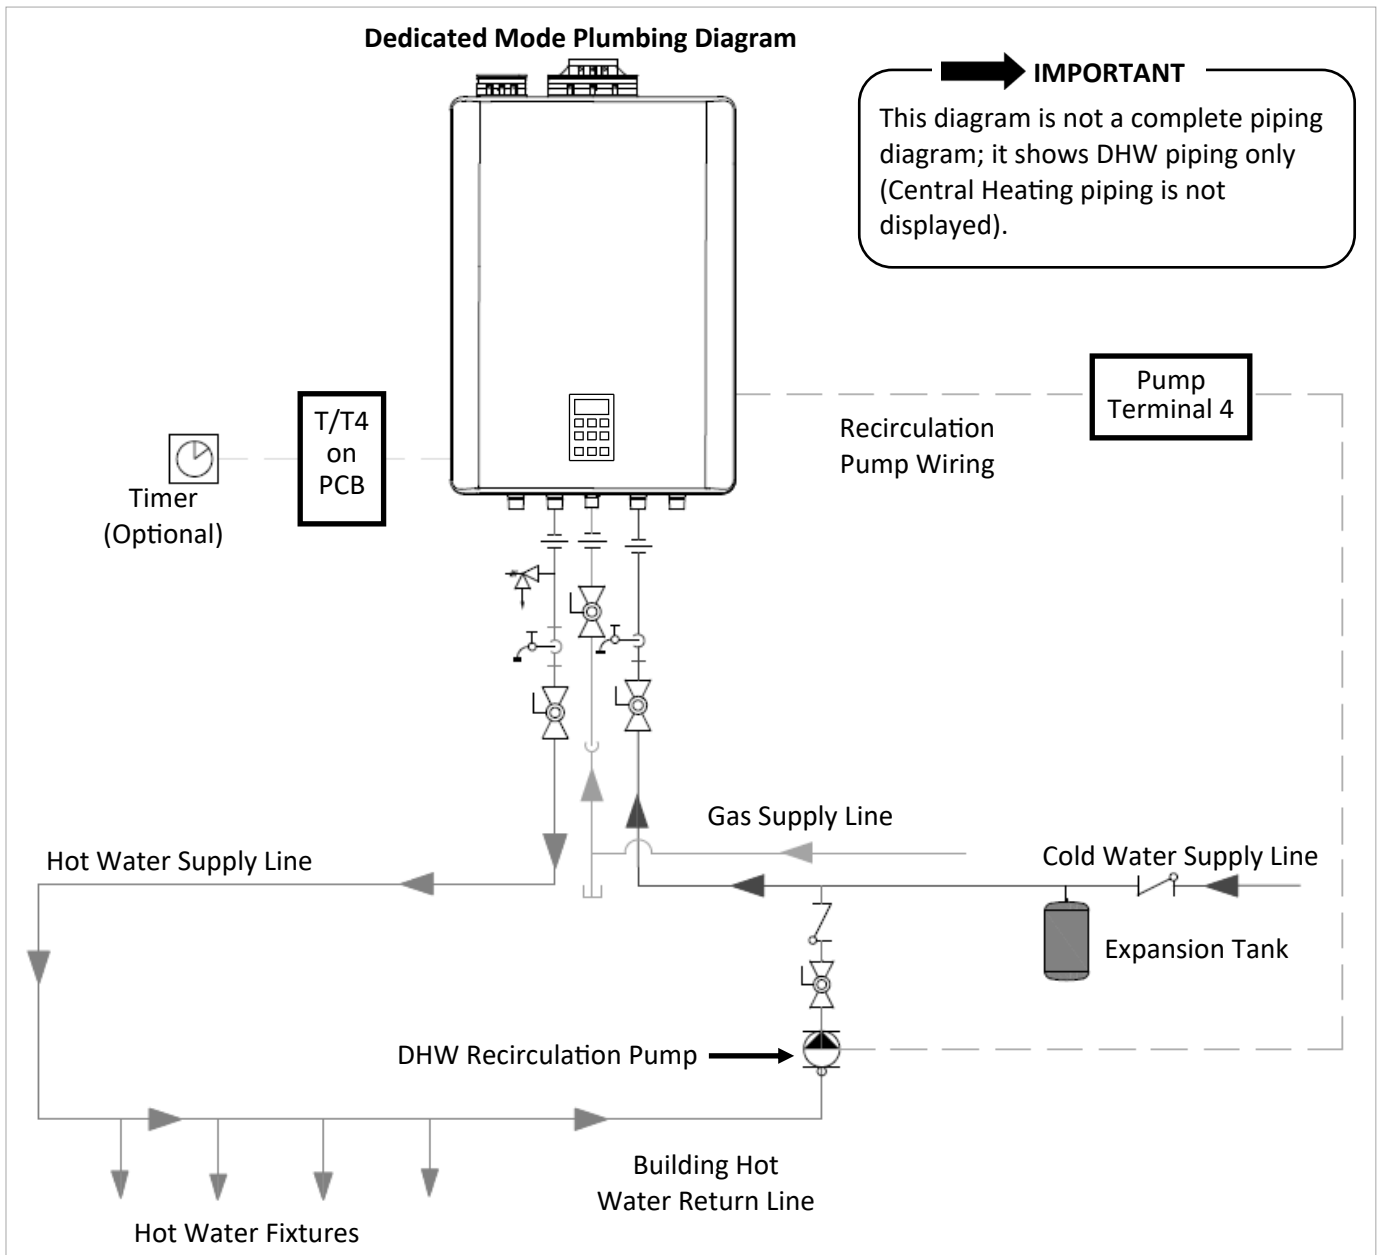 Dedicated Mode Plumbing Diagram
IMPORTANT
This diagram is not a complete piping
diagram; it shows DHW piping only
(Central Heating piping is not
displayed).
Pump
Terminal 4
T/T4
on
PCB
Recirculation
Pump Wiring
Timer
(Optional)
Gas Supply Line
Hot Water Supply Line
Cold Water Supply Line
Expansion Tank
DHW Recirculation Pump
Building Hot
Water Return Line
Hot Water Fixtures